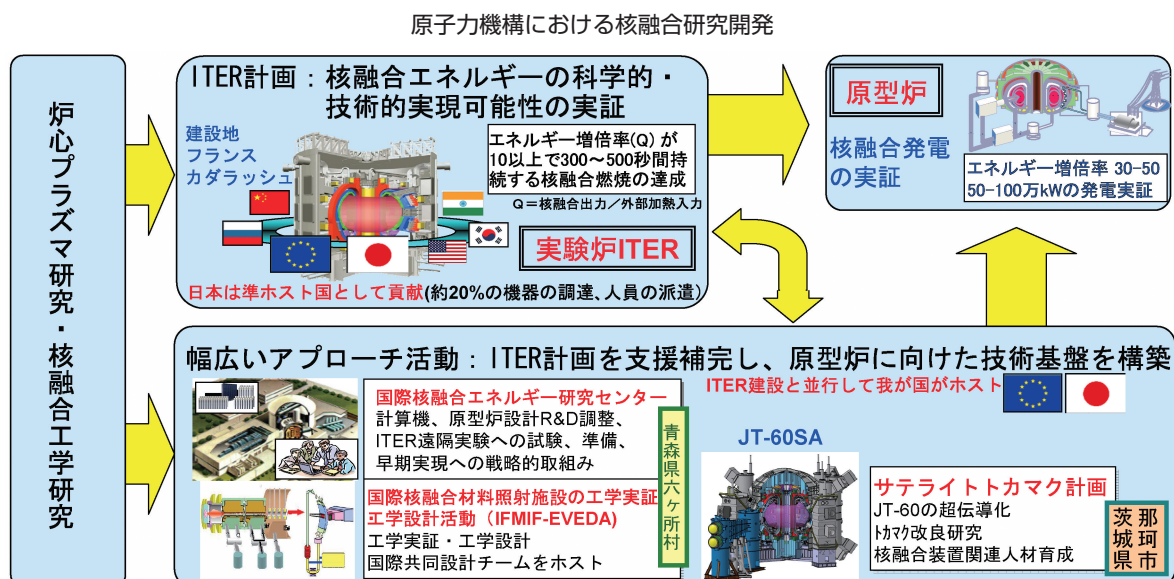 原子力機構における核融合研究開発
炉心プラズマ研究・核融合工学研究
ITER計画：核融合エネルギーの科学的・
技術的実現可能性の実証
建設地
フランス
カダラッシュ
エネルギー増倍率(Q) が
10以上で300～500秒間持
続する核融合燃焼の達成
Q＝核融合出力／外部加熱入力
実験炉ITER
日本は準ホスト国として貢献(約20%の機器の調達、人員の派遣)
原型炉
核融合発電
の実証
エネルギー増倍率 30-50
50-100万kWの発電実証
幅広いアプローチ活動：ITER計画を支援補完し、原型炉に向けた技術基盤を構築
ITER建設と並行して我が国がホスト
国際核融合エネルギー研究センター
計算機、原型炉設計R&D調整、
ITER遠隔実験への試験、準備、
早期実現への戦略的取組み
国際核融合材料照射施設の工学実証
工学設計活動（IFMIF-EVEDA)
工学実証・工学設計
国際共同設計チームをホスト
青森県六ヶ所村
JT-60SA
サテライトトカマク計画
JT-60の超伝導化
ﾄｶﾏｸ改良研究
核融合装置関連人材育成
茨城県
那珂市